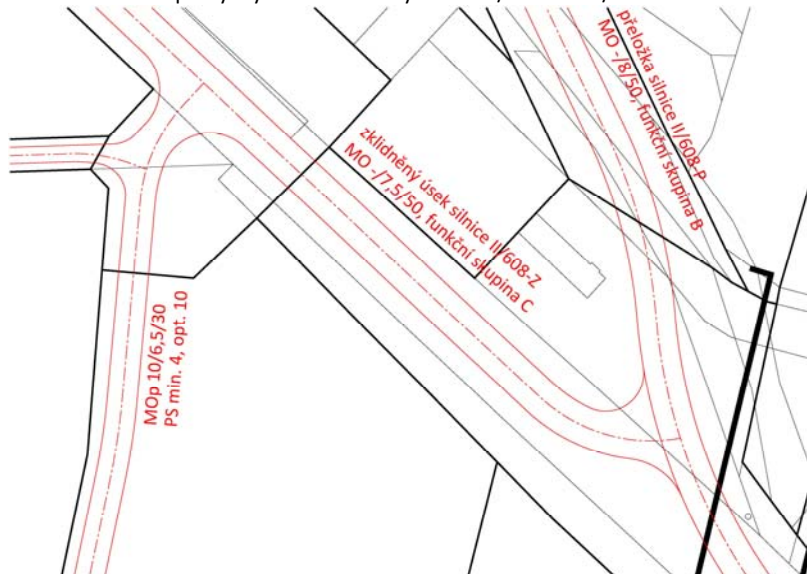 přeložka silnice II/608-P
MO -/8/50, funkční skupina B
zklidněný úsek silnice II/608-Z
MO -/7,5/50, funkční skupina C
MOp 10/6,5/30
PS min. 4, opt. 10